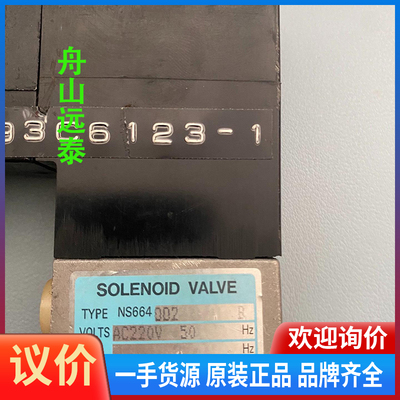 舟山远泰
93C6123-1
SOLENOID VALVE
TYPE NS664 002 R
VOLTS AC220V 50 Hz
Hz
欢迎询价
议价
一手货源 原装正品 品牌齐全